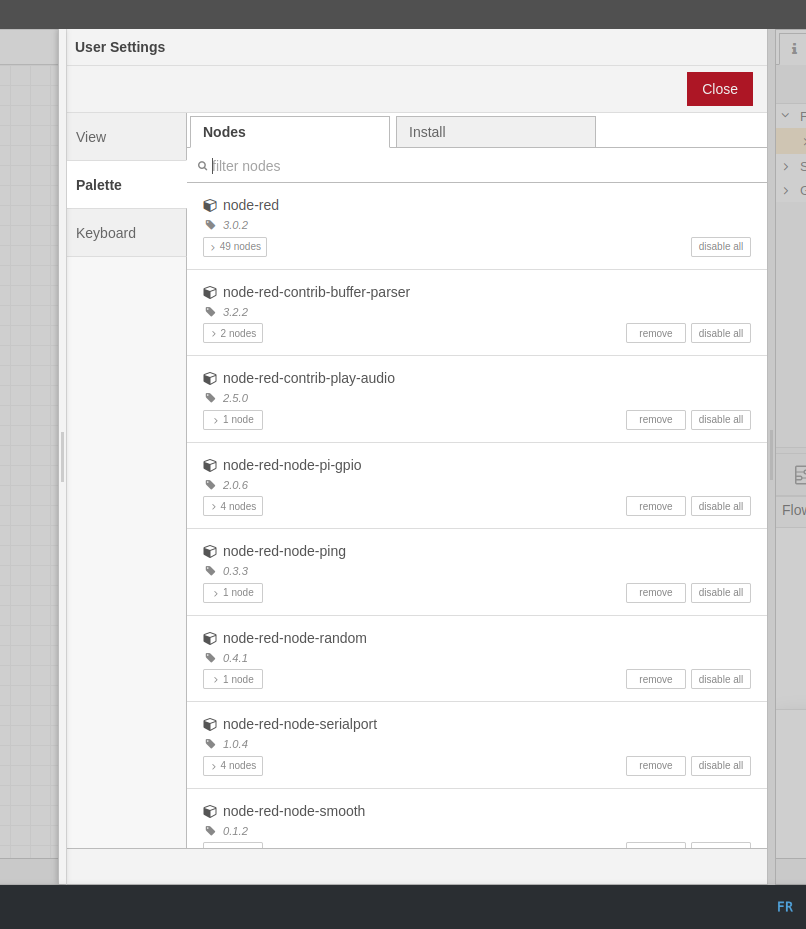 User Settings
Close
View
Palette
Keyboard
Nodes
Install
filter nodes
node-red
3.0.2
49 nodes
disable all
node-red-contrib-buffer-parser
3.2.2
2 nodes
remove
disable all
node-red-contrib-play-audio
2.5.0
1 node
remove
disable all
node-red-node-pi-gpio
2.0.6
4 nodes
remove
disable all
node-red-node-ping
0.3.3
1 node
remove
disable all
node-red-node-random
0.4.1
1 node
remove
disable all
node-red-node-serialport
1.0.4
4 nodes
remove
disable all
node-red-node-smooth
0.1.2
i
F
S
G
Flow
FR